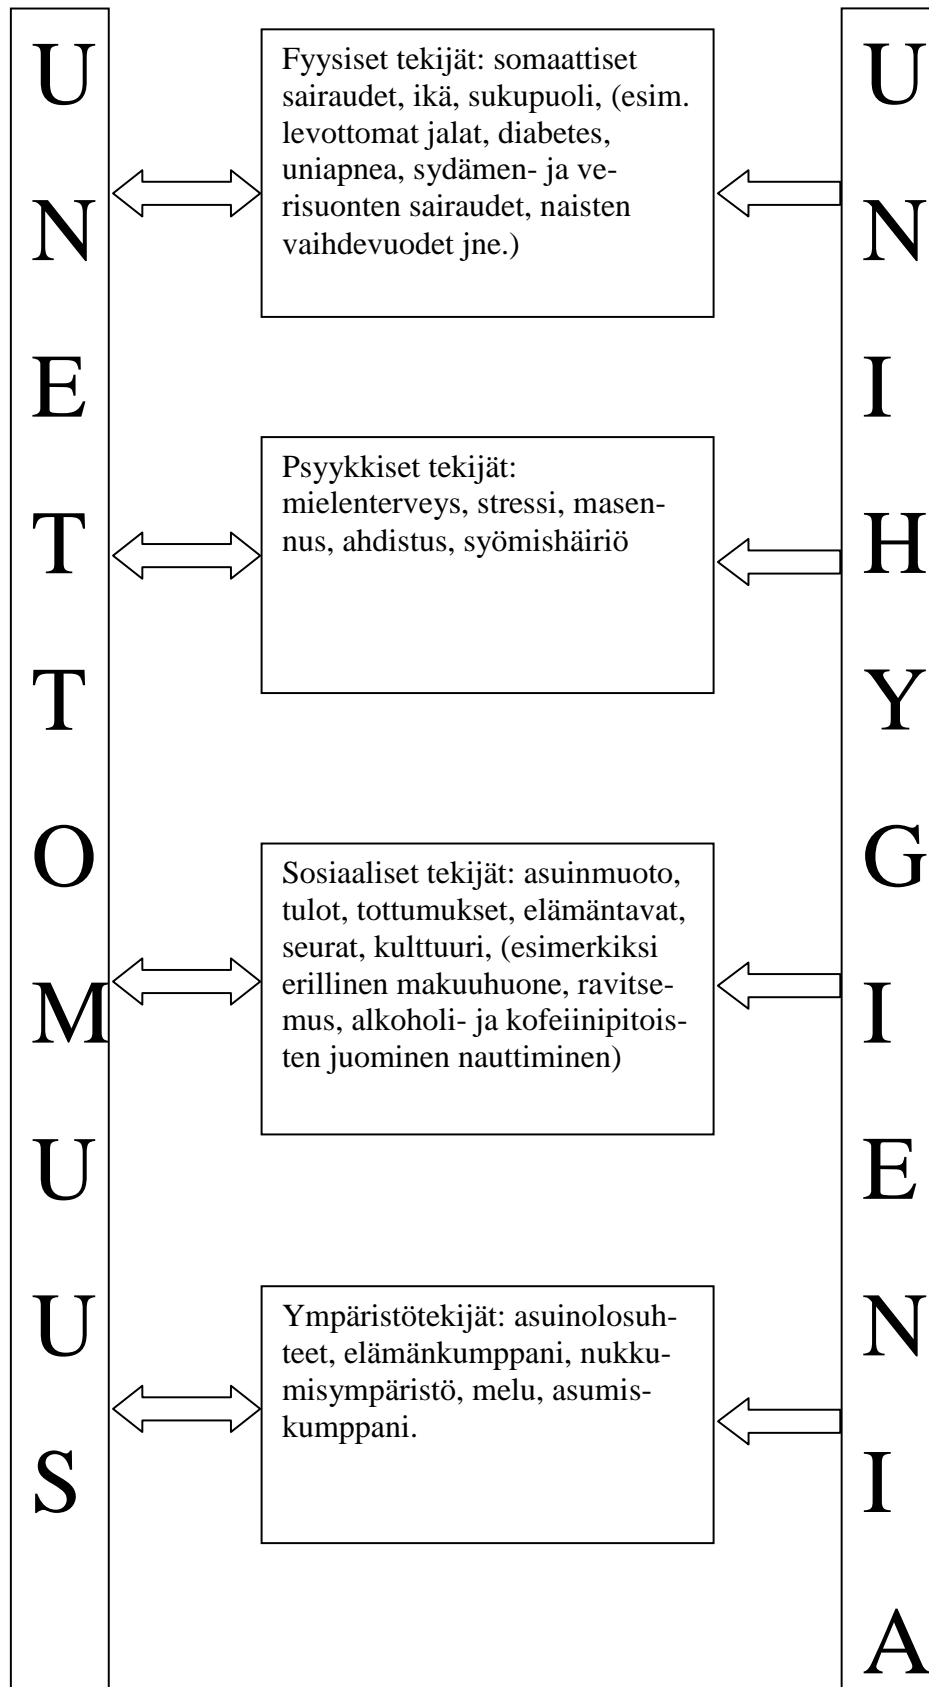 UNETTOMUUS
Fyysiset tekijät: somaattiset
sairaudet, ikä, sukupuoli, (esim.
levottomat jalat, diabetes,
uniapnea, sydämen- ja ve-
risuonten sairaudet, naisten
vaihdevuodet jne.)
Psyykkiset tekijät:
mielenterveys, stressi, masen-
nus, ahdistus, syömishäiriö
Sosiaaliset tekijät: asuinmuoto,
tulot, tottumukset, elämäntavat,
seurat, kulttuuri, (esimerkiksi
erillinen makuuhuone, ravitse-
mus, alkoholi- ja kofeiinipitois-
ten juominen nauttiminen)
Ympäristötekijät: asuinolosuh-
teet, elämänkumppani, nukku-
misympäristö, melu, asumis-
kumppani.
UNIHYGIENIA